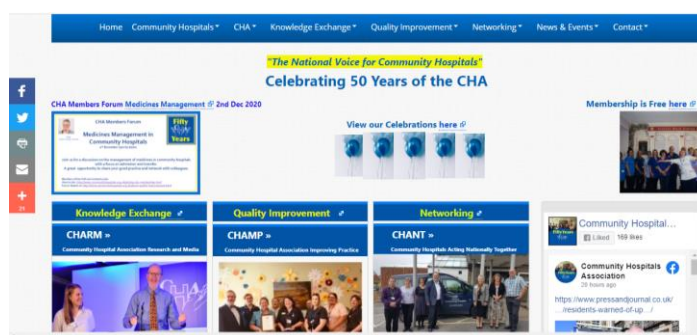 Home Community Hospitals CHA Knowledge Exchange Quality Improvement Networking News & Events Contact
"The National Voice for Community Hospitals"
Celebrating 50 Years of the CHA
CHA Members Forum Medicines Management 2nd Dec 2020
View our Celebrations here
Membership is Free here
CHA Members Forum
Fifty
Years
Medicines Management in
Community Hospitals
Knowledge Exchange
CHARM »
Community Hospital Association Research and Media
Quality Improvement
CHAMP »
Community Hospital Association Improving Practice
Networking
CHANT »
Community Hospitals Acting Nationally Together
Community Hospital...
Liked 169 likes
Community Hospitals
Association
20 hours ago
https://www.pressandjournal.co.uk/
.../residents-warned-of-up.../